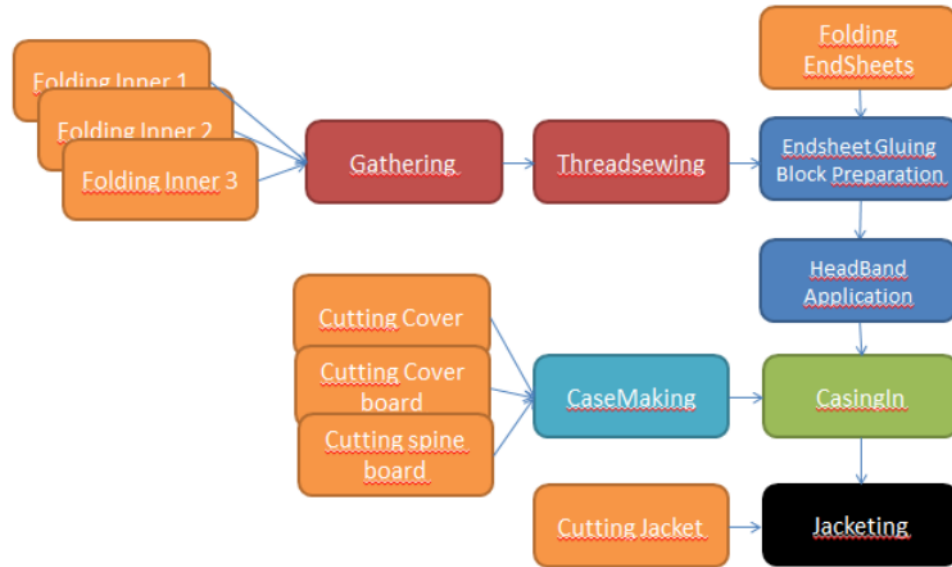 Folding
EndSheets
Folding Inner 1
Folding Inner 2
Folding Inner 3
Gathering
Threadsewing
Endsheet Gluing
Block Preparation
HeadBand
Application
Cutting Cover
Cutting Cover
board
Cutting spine
board
CaseMaking
CasingIn
Cutting Jacket
Jacketing